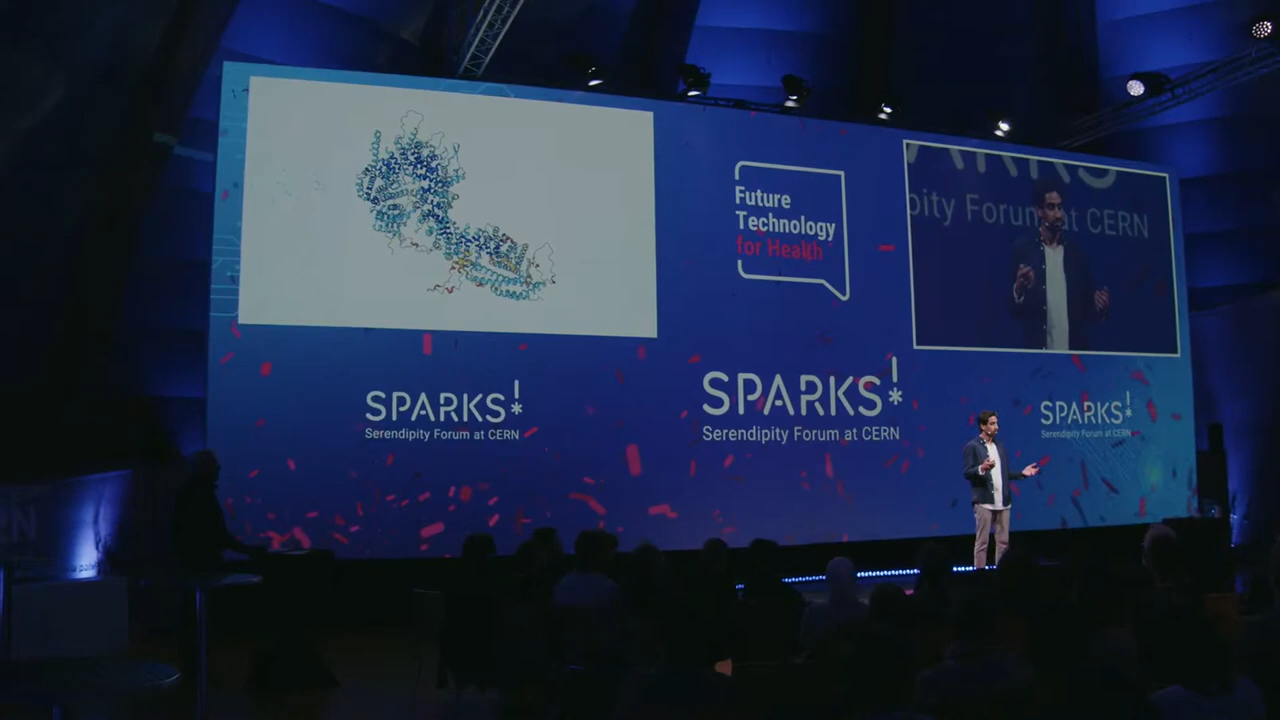 Future
Technology
for Health
ARKS
pity Forum at CERN
SPARKS!*
Serendipity Forum at CERN
SPARKS!*
Serendipity Forum at CERN
SPARKS!*
Serendipity Forum at CERN